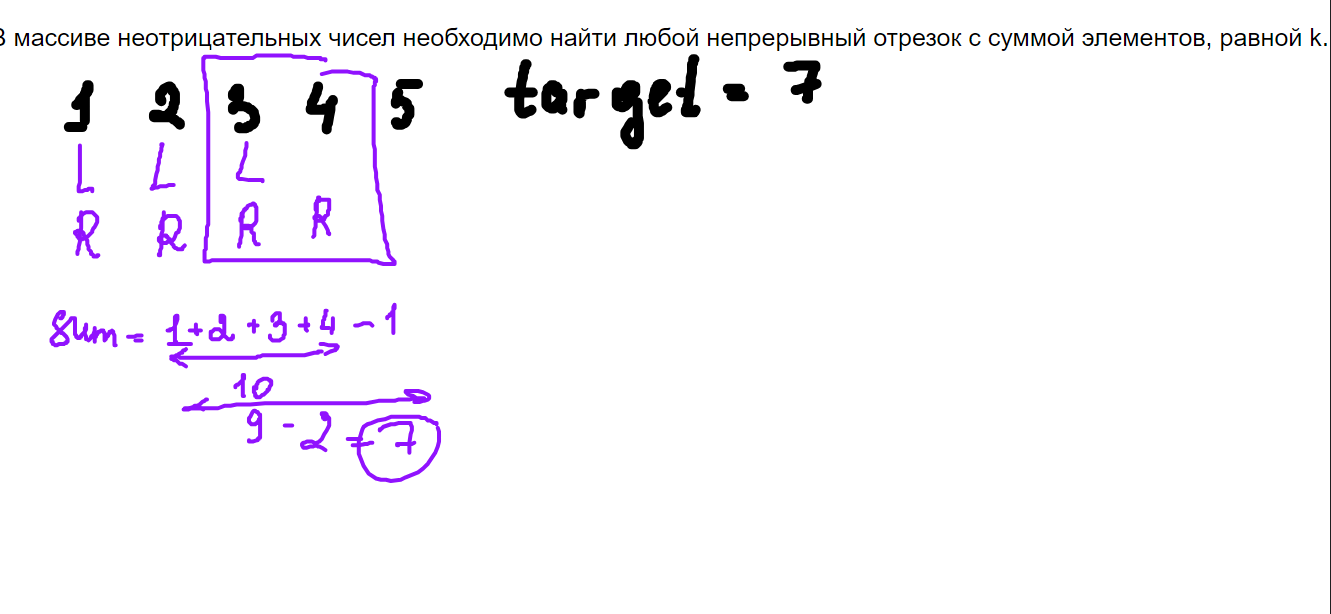 В массиве неотрицательных чисел необходимо найти любой непрерывный отрезок с суммой элементов, равной k.
1 2 3 4 5 target = 7
L L L
R R R R
sum = 1+2+3+4-1
10
9-2=7